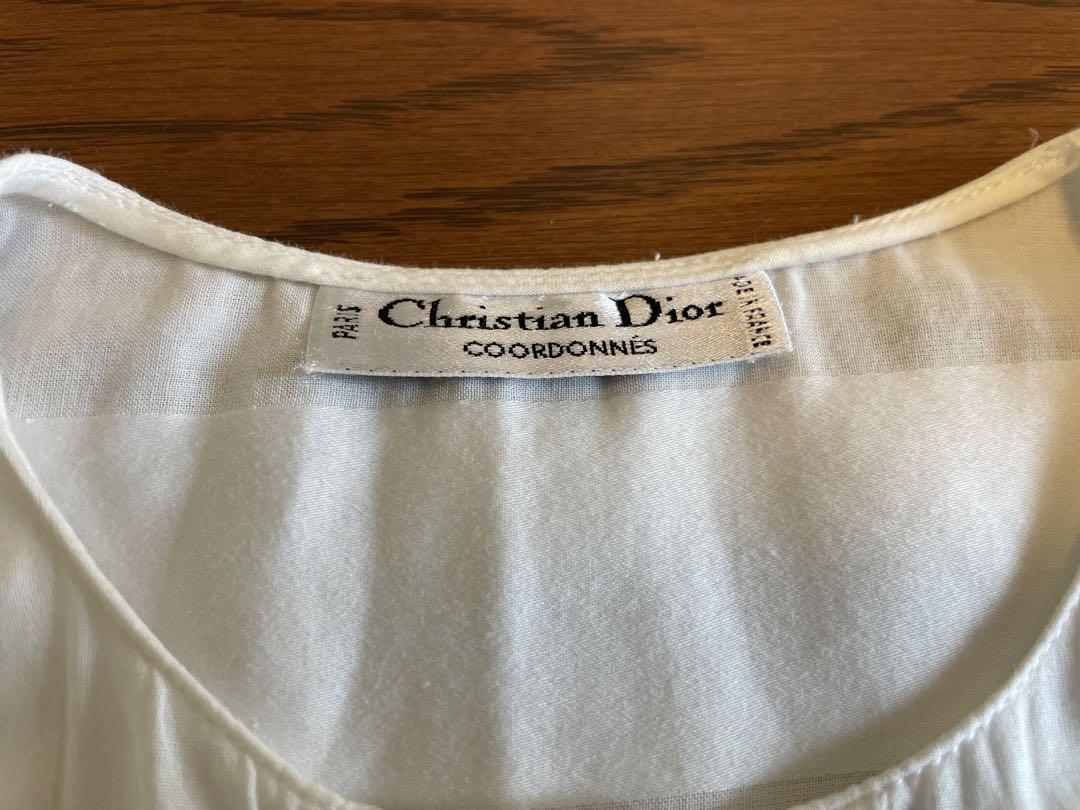 PARIS
Christian Dior
COORDONNÉS
MADE IN FRANCE